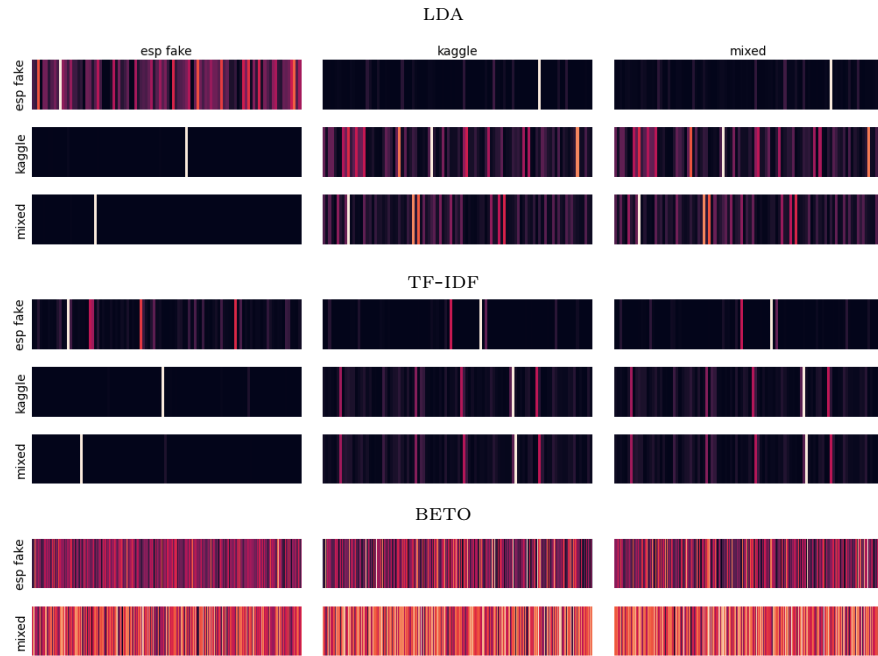 LDA
esp fake kaggle mixed
esp fake
kaggle
mixed
TF-IDF
esp fake
kaggle
mixed
BETO
esp fake
mixed